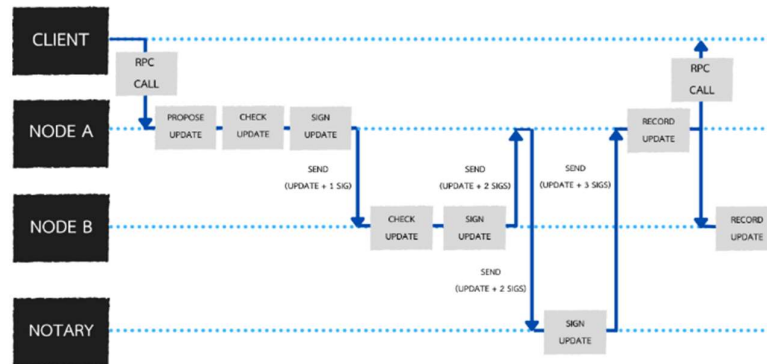 CLIENT
RPC
CALL
RPC
CALL
NODE A
PROPOSE
UPDATE
CHECK
UPDATE
SIGN
UPDATE
RECORD
UPDATE
SEND
(UPDATE + 1 SIG)
SEND
(UPDATE + 2 SIGS)
SEND
(UPDATE + 3 SIGS)
NODE B
CHECK
UPDATE
SIGN
UPDATE
RECORD
UPDATE
SEND
(UPDATE + 2 SIGS)
NOTARY
SIGN
UPDATE